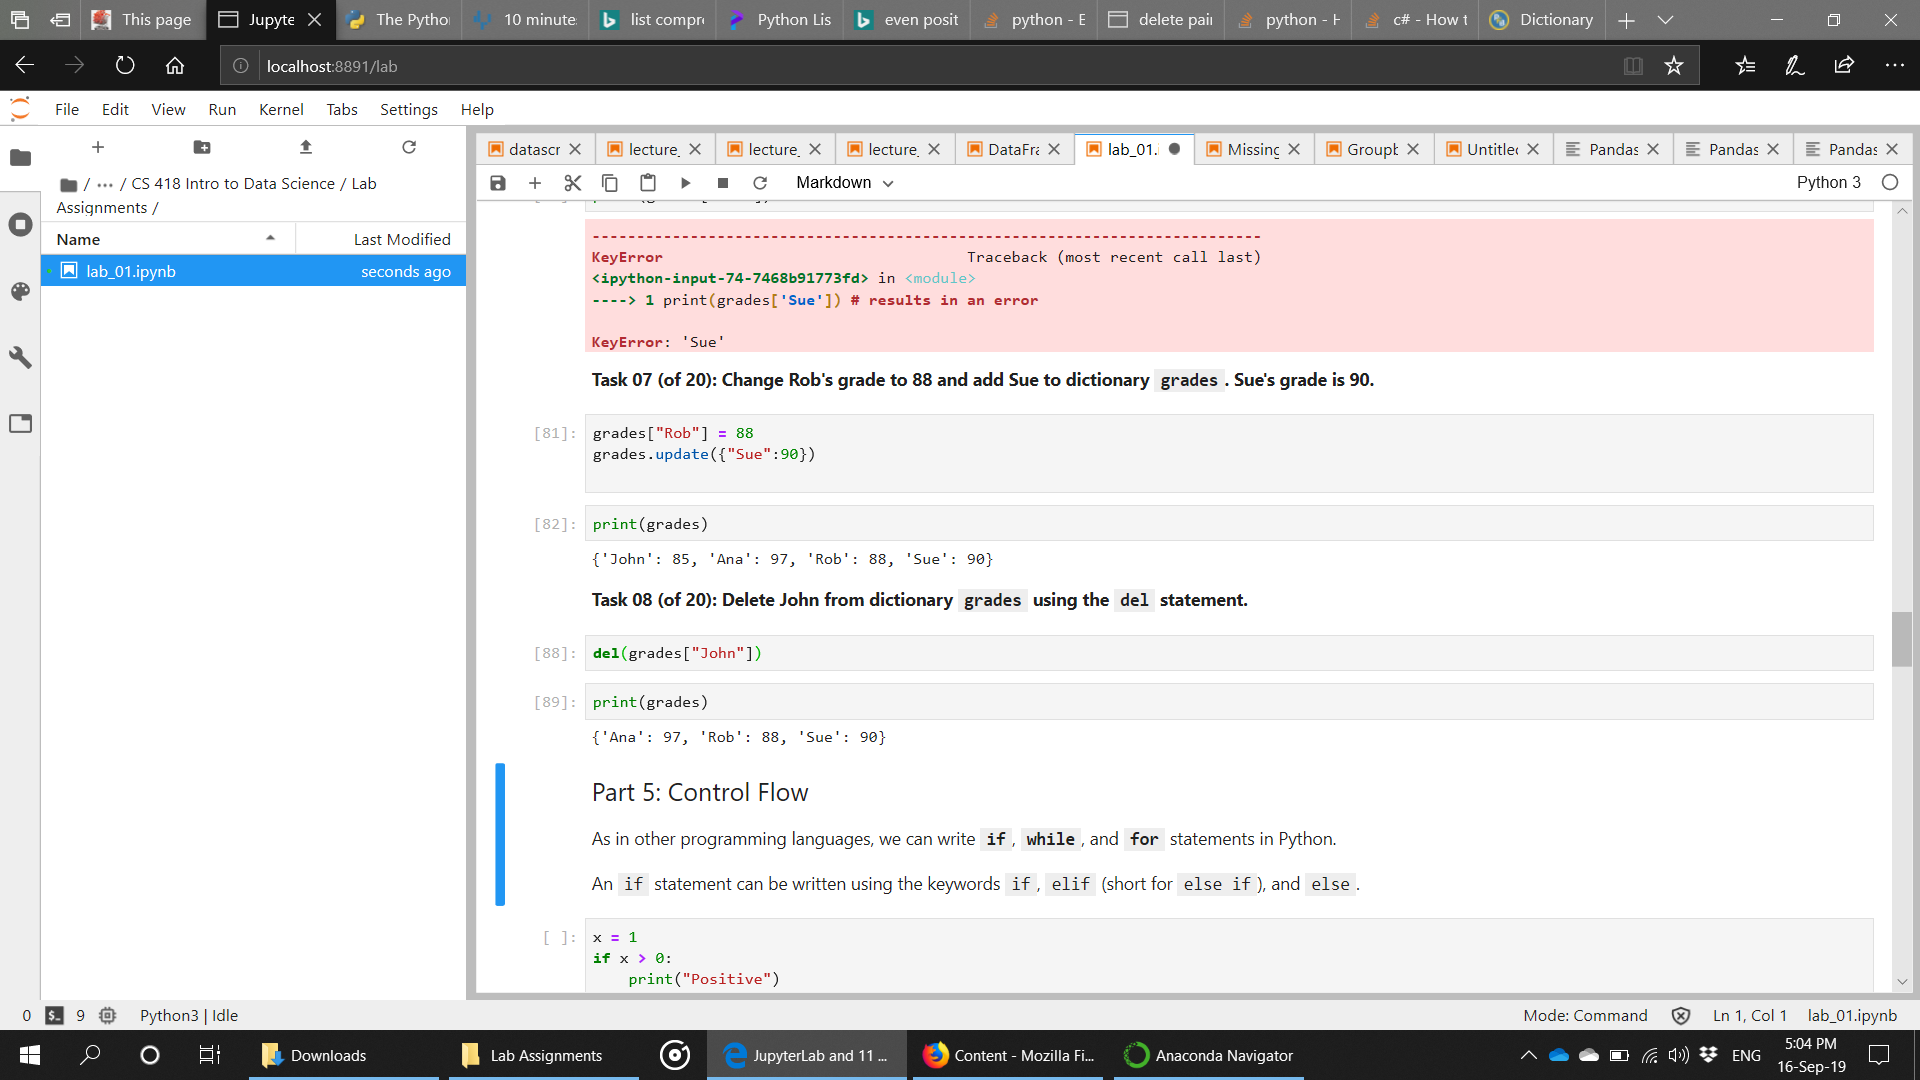 This page
Jupyte
The Pytho
10 minute
list compr
Python Lis
even posit
python - E
delete pai
python - H
c# - How t
Dictionary
localhost:8891/lab
File Edit View Run Kernel Tabs Settings Help
/ ... / CS 418 Intro to Data Science / Lab
Assignments /
Name Last Modified
lab_01.ipynb seconds ago
datascr
lecture_
lecture_
lecture_
DataFra
lab_01.
Missing
Groupb
Untitled
Pandas
Pandas
Pandas
Markdown
Python 3
---------------------------------------------------------------------------
KeyError Traceback (most recent call last)
<ipython-input-74-7468b91773fd> in <module>
----> 1 print(grades['Sue']) # results in an error
KeyError: 'Sue'
Task 07 (of 20): Change Rob's grade to 88 and add Sue to dictionary grades . Sue's grade is 90.
[81]: grades["Rob"] = 88
grades.update({"Sue":90})
[82]: print(grades)
{'John': 85, 'Ana': 97, 'Rob': 88, 'Sue': 90}
Task 08 (of 20): Delete John from dictionary grades using the del statement.
[88]: del(grades["John"])
[89]: print(grades)
{'Ana': 97, 'Rob': 88, 'Sue': 90}
Part 5: Control Flow
As in other programming languages, we can write if , while , and for statements in Python.
An if statement can be written using the keywords if , elif (short for else if ), and else .
[ ]: x = 1
if x > 0:
    print("Positive")
0 $_ 9 Python3 | Idle
Mode: Command Ln 1, Col 1 lab_01.ipynb
Downloads
Lab Assignments
JupyterLab and 11 ...
Content - Mozilla Fi...
Anaconda Navigator
ENG
5:04 PM
16-Sep-19